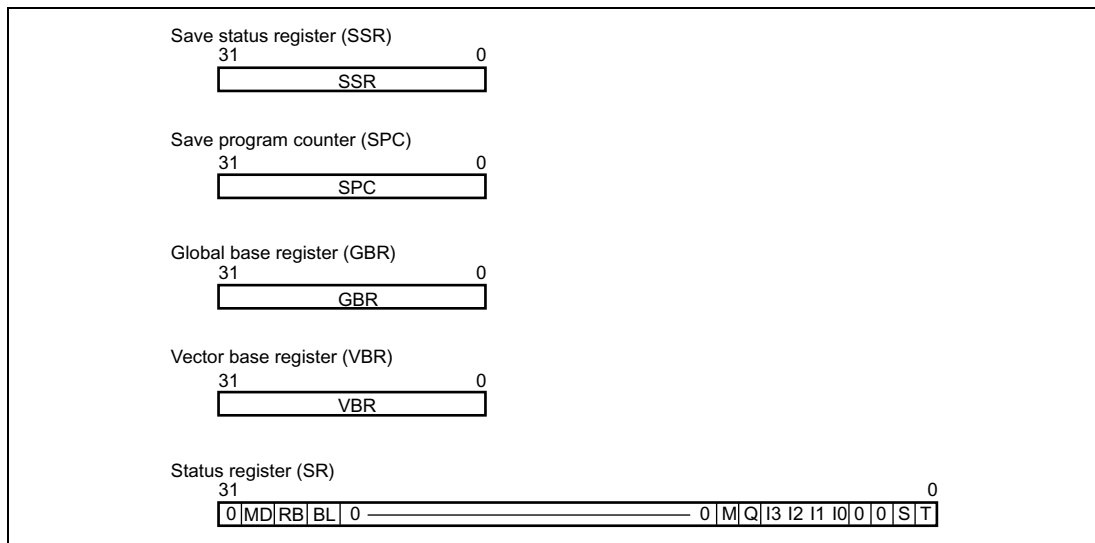 Save status register (SSR)
31 0
SSR
Save program counter (SPC)
31 0
SPC
Global base register (GBR)
31 0
GBR
Vector base register (VBR)
31 0
VBR
Status register (SR)
31 0
0 MD RB BL 0 0 M Q I3 I2 I1 I0 0 0 S T